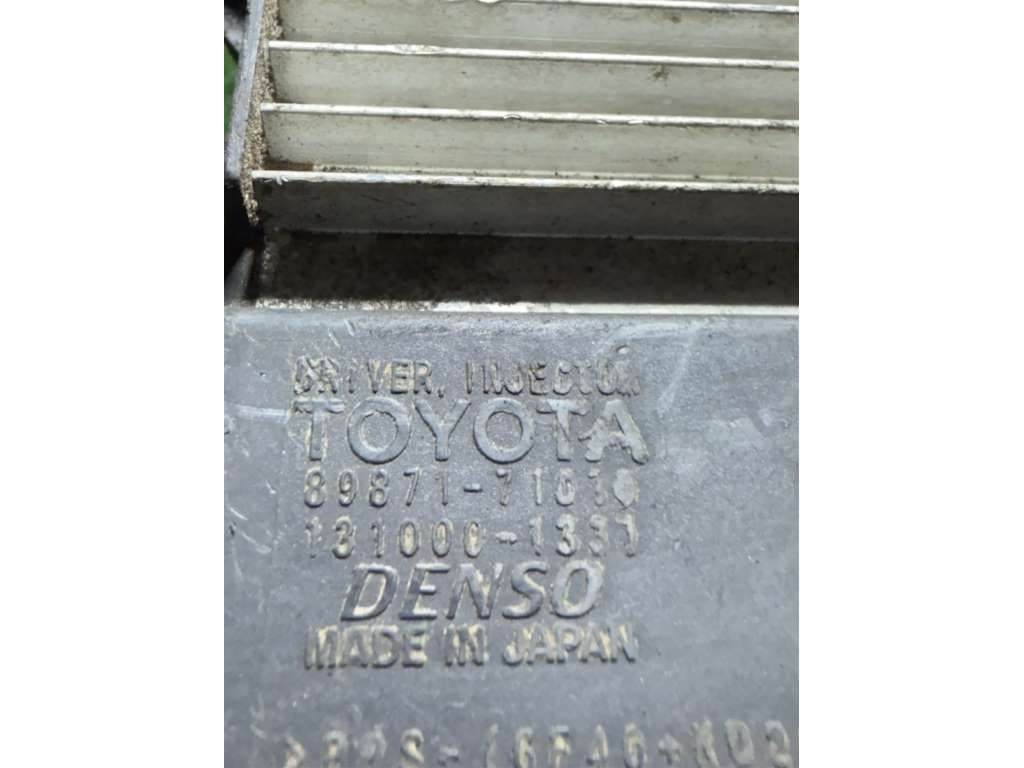 DRIVER, INJECTOR
TOYOTA
89871-71010
131000-1331
DENSO
MADE IN JAPAN